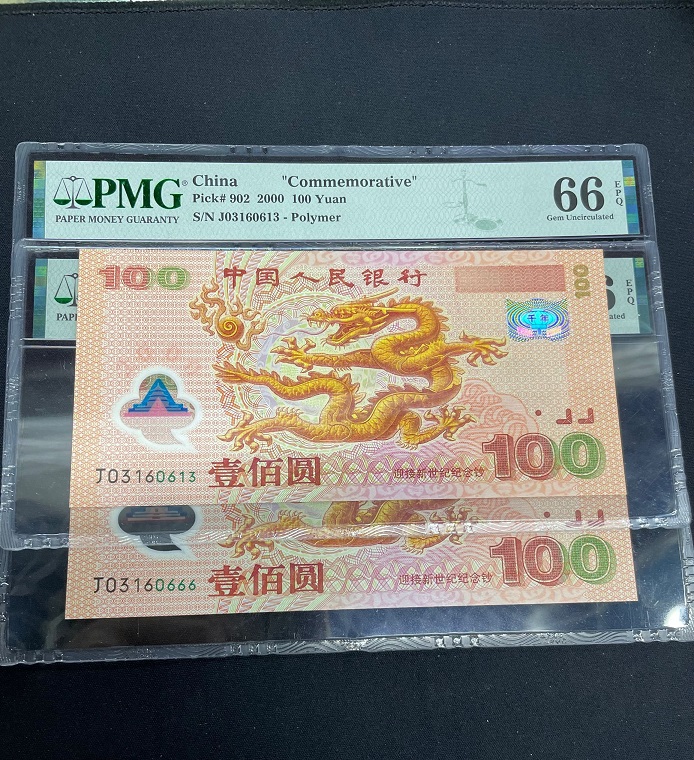 PMG®
PAPER MONEY GUARANTY
China "Commemorative"
Pick# 902 2000 100 Yuan
S/N J03160613 - Polymer
66 EPQ
Gem Uncirculated
EPQ
100
中国人民银行
100
千年
J03160613
壹佰圆
迎接新世纪纪念钞
100
J03160666
壹佰圆
迎接新世纪纪念钞
100